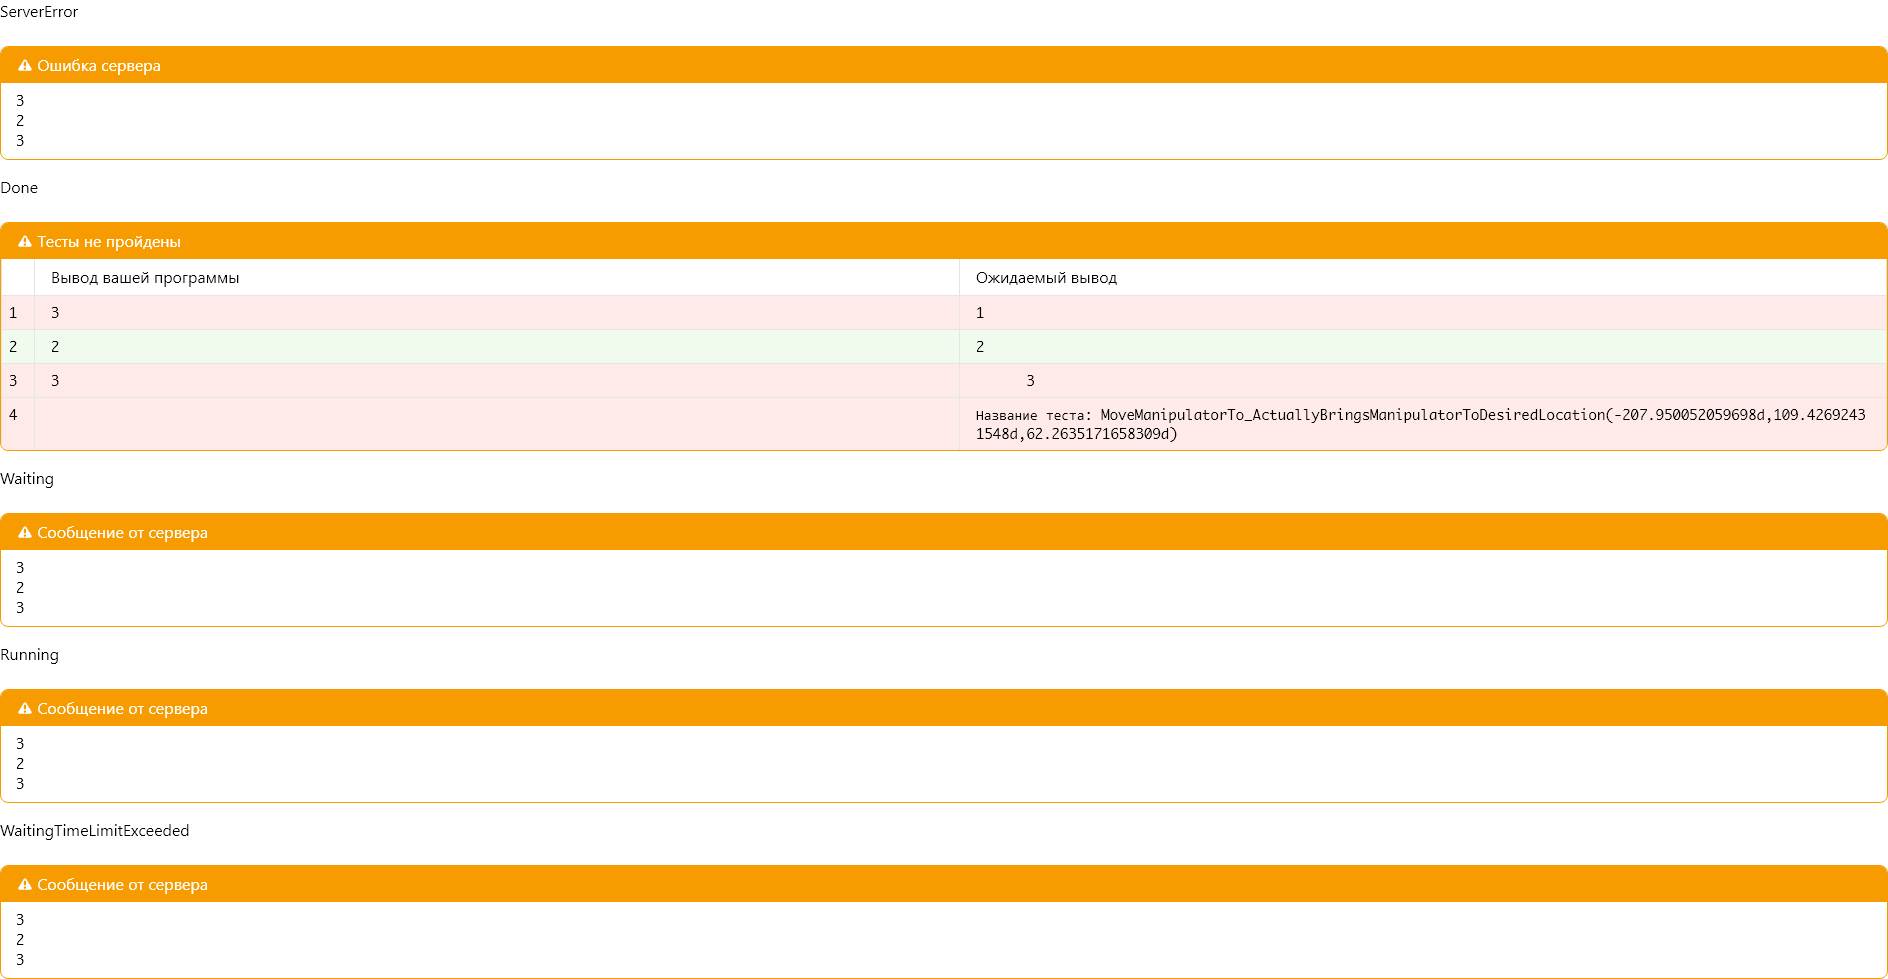 ServerError
Ошибка сервера
3
2
3
Done
Тесты не пройдены
Вывод вашей программы Ожидаемый вывод
1 3 1
2 2 2
3 3 3
4 Название теста: MoveManipulatorTo_ActuallyBringsManipulatorToDesiredLocation(-207.950052059698d,109.4269243
1548d,62.2635171658309d)
Waiting
Сообщение от сервера
3
2
3
Running
Сообщение от сервера
3
2
3
WaitingTimeLimitExceeded
Сообщение от сервера
3
2
3